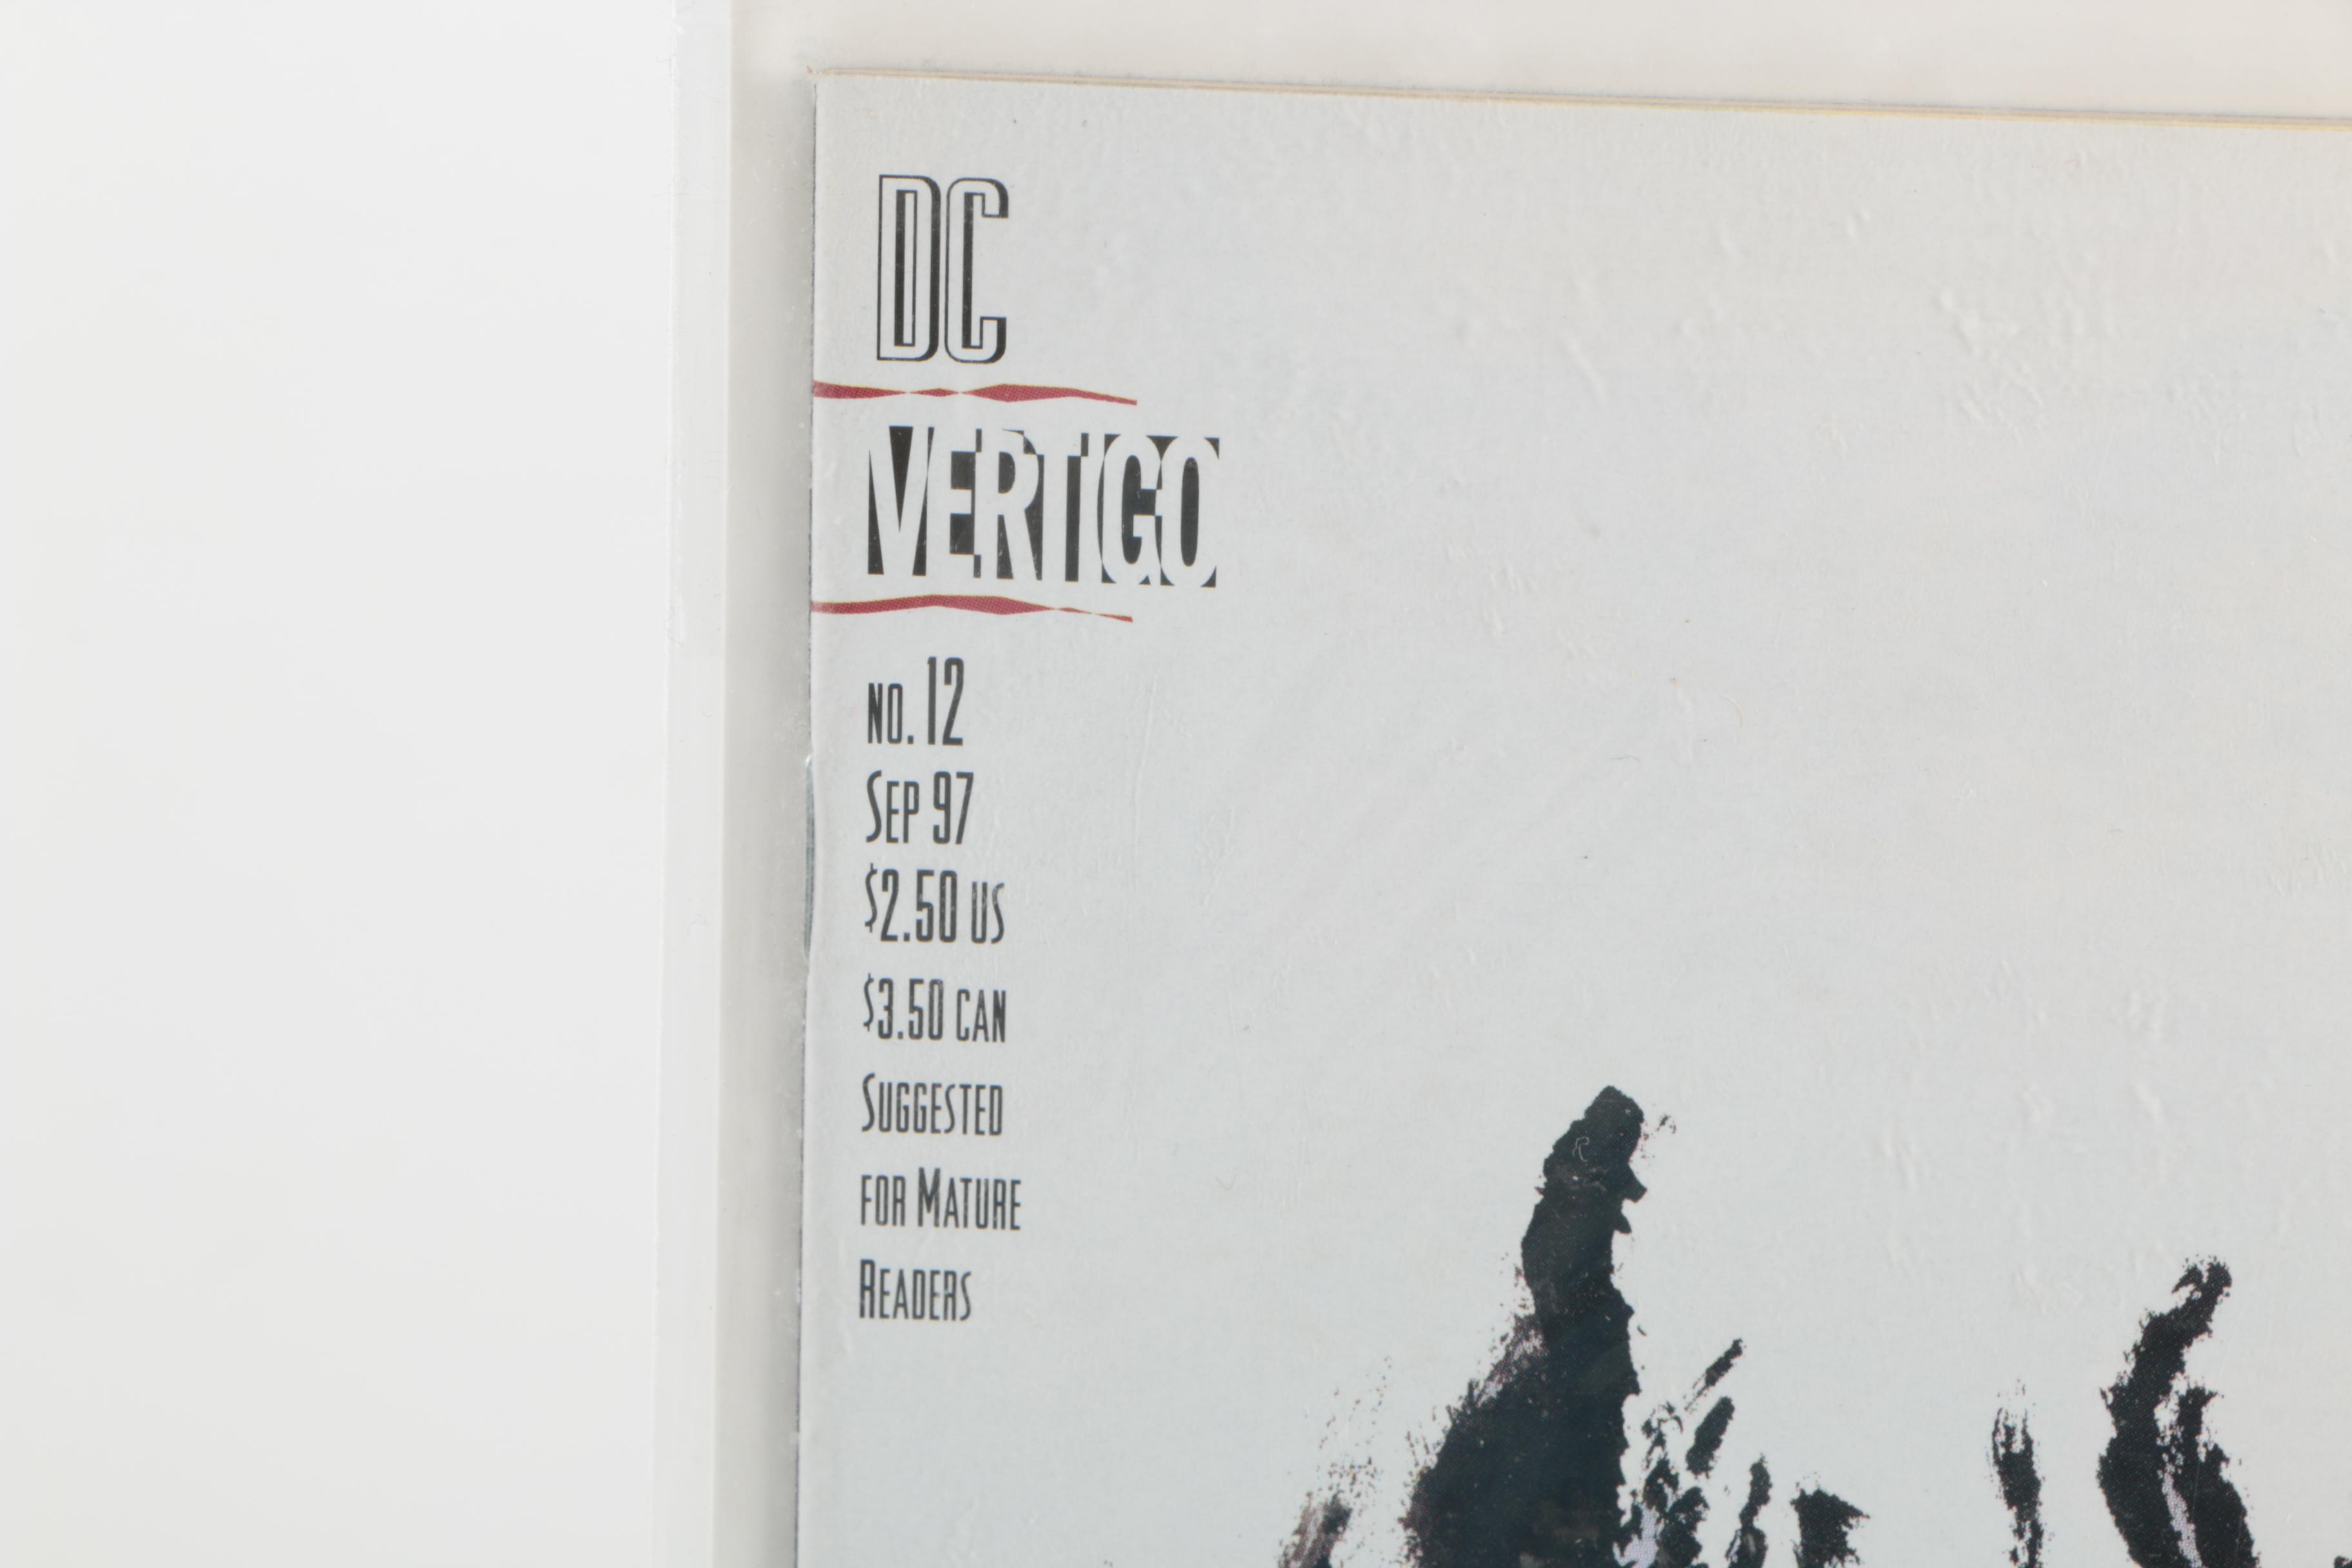 DC
VERTIGO
NO. 12
SEP 97
$2.50 US
$3.50 CAN
SUGGESTED
FOR MATURE
READERS